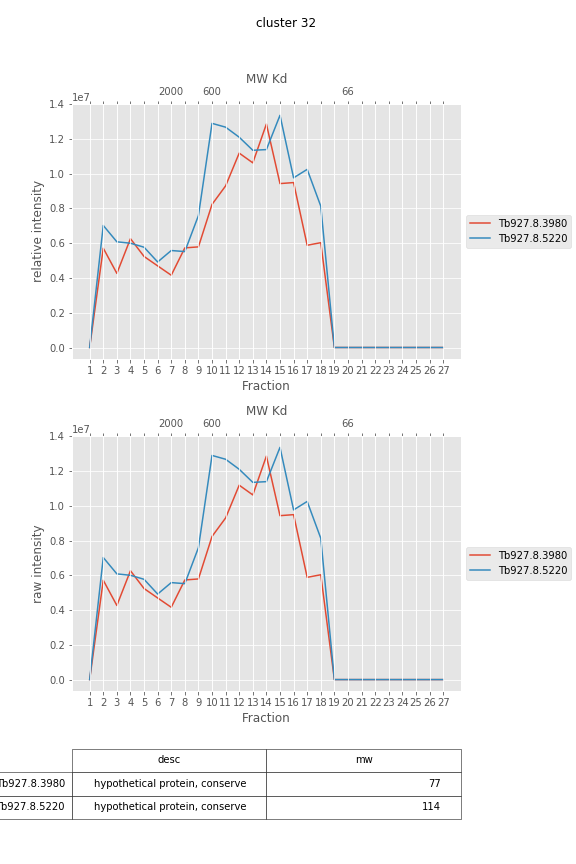 cluster 32
MW Kd
2000 600 66
1e7
1.4
1.2
1.0
0.8
0.6
0.4
0.2
0.0
relative intensity
1 2 3 4 5 6 7 8 9 10 11 12 13 14 15 16 17 18 19 20 21 22 23 24 25 26 27
Fraction
Tb927.8.3980
Tb927.8.5220
MW Kd
2000 600 66
1e7
1.4
1.2
1.0
0.8
0.6
0.4
0.2
0.0
raw intensity
1 2 3 4 5 6 7 8 9 10 11 12 13 14 15 16 17 18 19 20 21 22 23 24 25 26 27
Fraction
Tb927.8.3980
Tb927.8.5220
desc mw
Tb927.8.3980 hypothetical protein, conserve 77
Tb927.8.5220 hypothetical protein, conserve 114